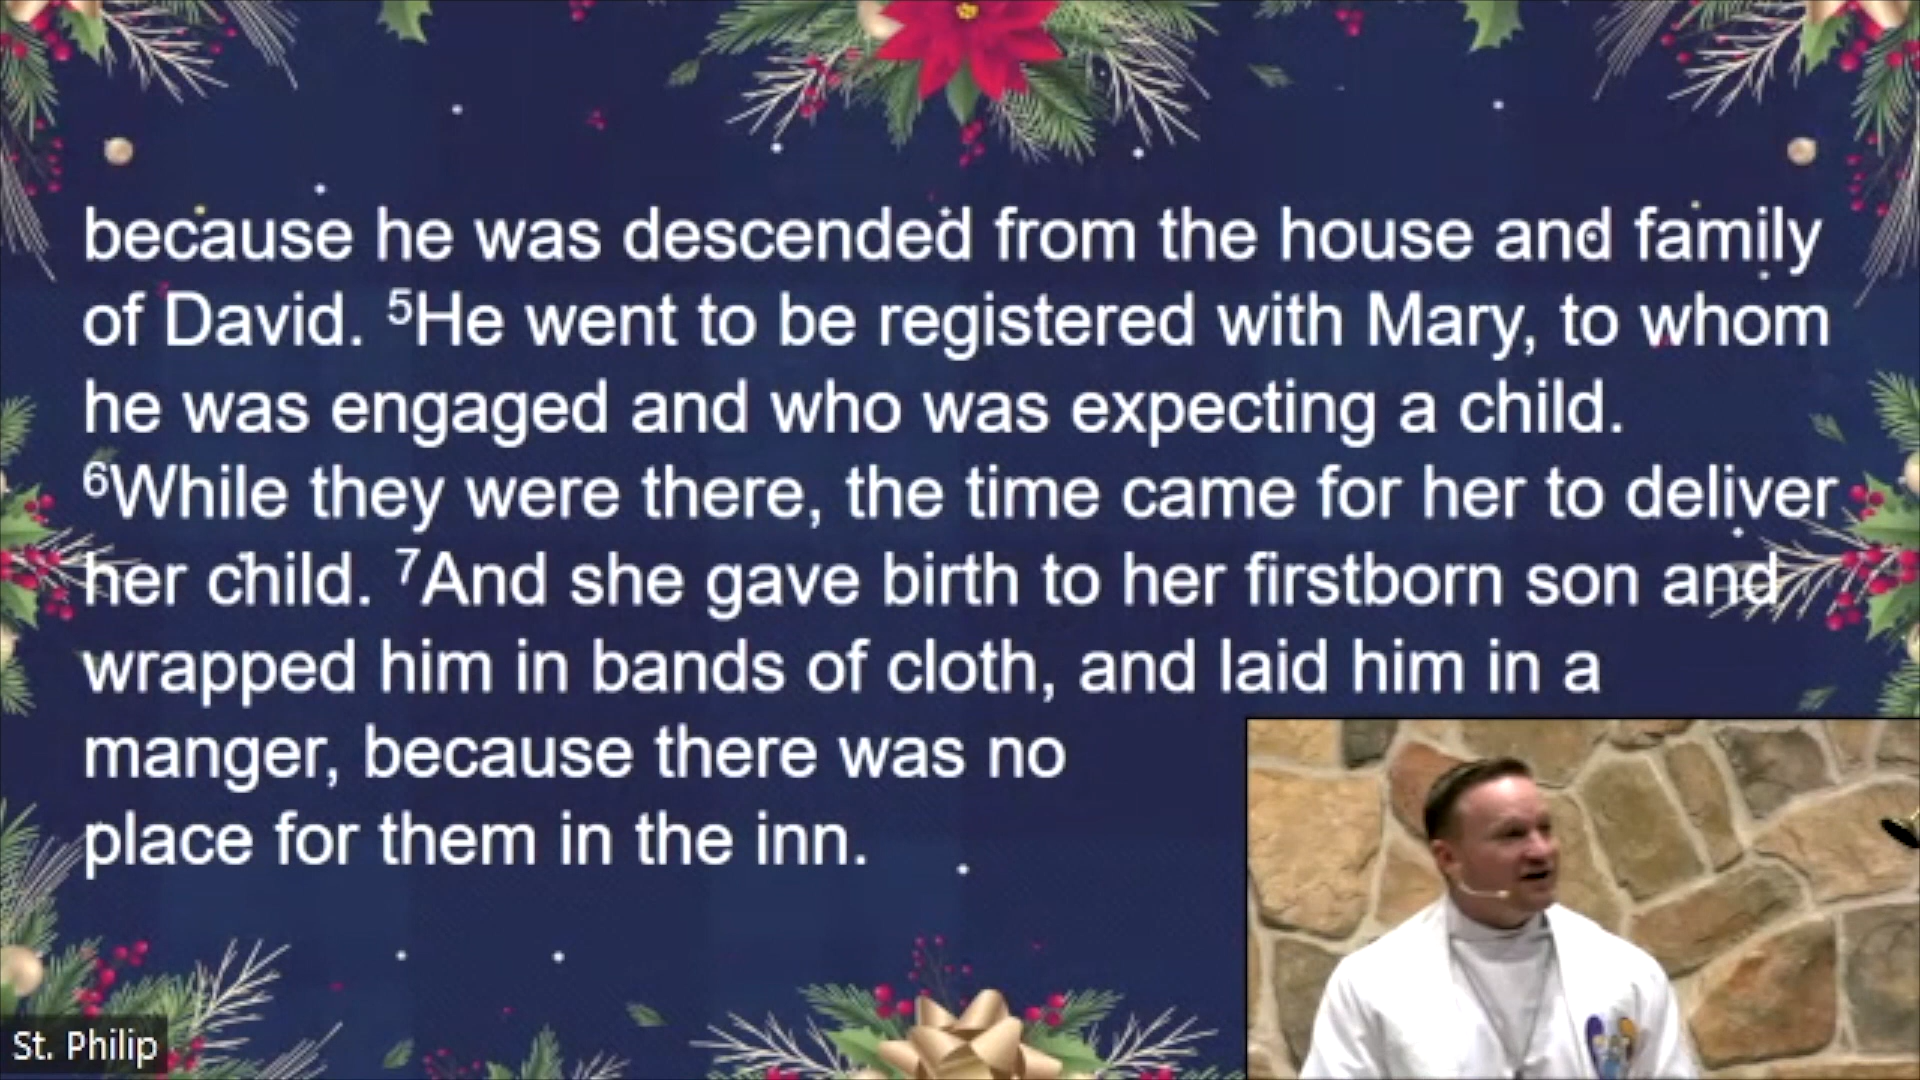 because he was descended from the house and family
of David. ⁵He went to be registered with Mary, to whom
he was engaged and who was expecting a child.
⁶While they were there, the time came for her to deliver
her child. ⁷And she gave birth to her firstborn son and
wrapped him in bands of cloth, and laid him in a
manger, because there was no
place for them in the inn.
St. Philip